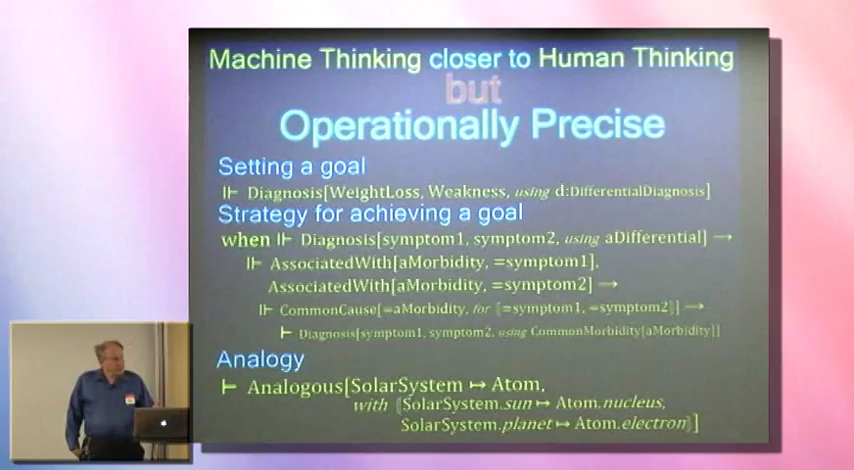 Machine Thinking closer to Human Thinking
but
Operationally Precise
Setting a goal
⊩ Diagnosis[WeightLoss, Weakness, using d:DifferentialDiagnosis]
Strategy for achieving a goal
when ⊩ Diagnosis[symptom1, symptom2, using aDifferential] →
⊩ AssociatedWith[aMorbidity, =symptom1],
AssociatedWith[aMorbidity, =symptom2] →
⊩ CommonCause[=aMorbidity, for ⟦=symptom1, =symptom2⟧] →
⊢ Diagnosis[symptom1, symptom2, using CommonMorbidity[aMorbidity]]
Analogy
⊢ Analogous[SolarSystem ↦ Atom,
with ⟦SolarSystem.sun ↦ Atom.nucleus,
SolarSystem.planet ↦ Atom.electron⟧]